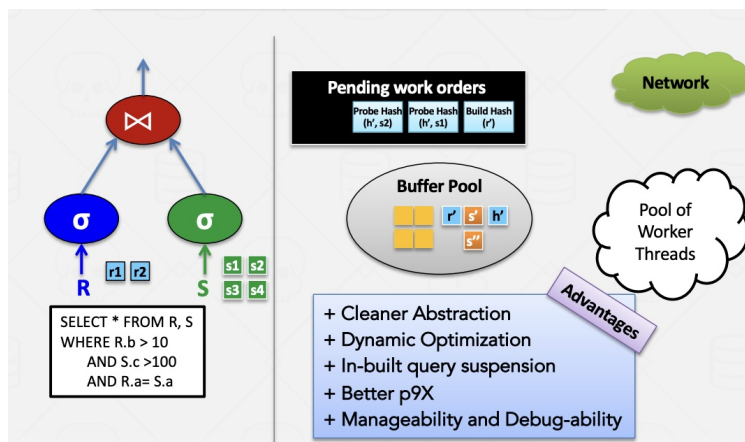 ⋈
σ
σ
R
r1 r2
S
s1 s2
s3 s4
SELECT * FROM R, S
WHERE R.b > 10
AND S.c >100
AND R.a= S.a
Pending work orders
Probe Hash
(h’, s2)
Probe Hash
(h’, s1)
Build Hash
(r’)
Network
Buffer Pool
r’ s’ h’
s’’
Pool of
Worker
Threads
Advantages
+ Cleaner Abstraction
+ Dynamic Optimization
+ In-built query suspension
+ Better p9X
+ Manageability and Debug-ability